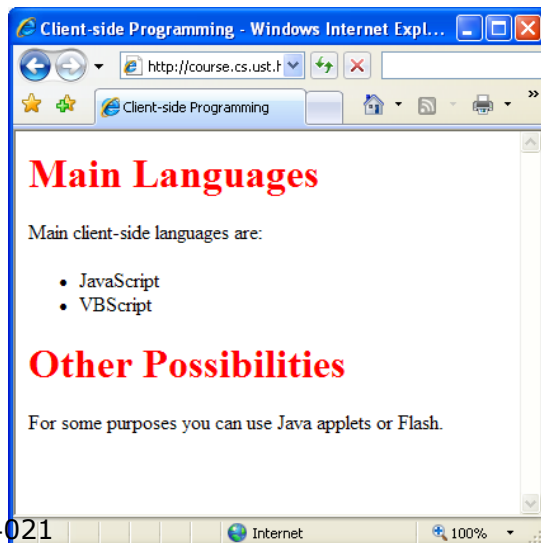 Client-side Programming - Windows Internet Expl...
http://course.cs.ust.h
Client-side Programming
Main Languages
Main client-side languages are:
• JavaScript
• VBScript
Other Possibilities
For some purposes you can use Java applets or Flash.
021
Internet
100%